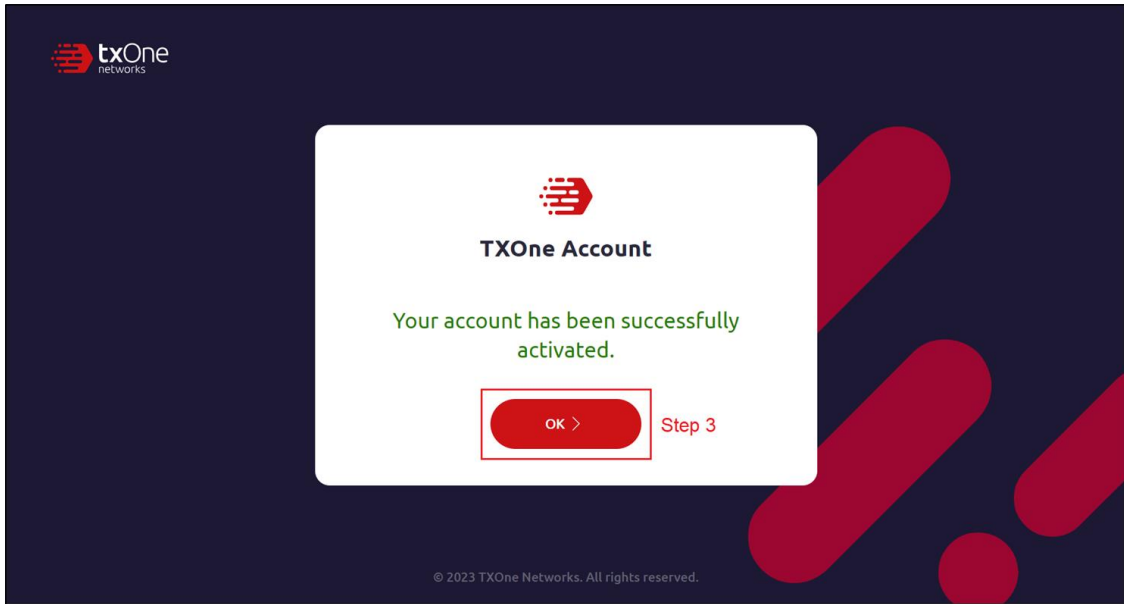 txOne
networks
TXOne Account
Your account has been successfully
activated.
OK >
Step 3
© 2023 TXOne Networks. All rights reserved.